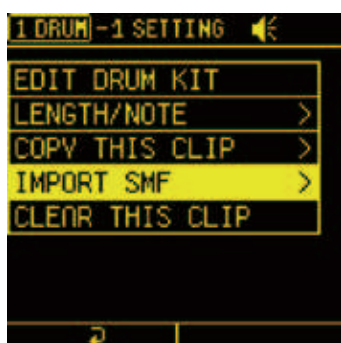 1 DRUM -1 SETTING
EDIT DRUM KIT
LENGTH/NOTE >
COPY THIS CLIP >
IMPORT SMF >
CLEAR THIS CLIP